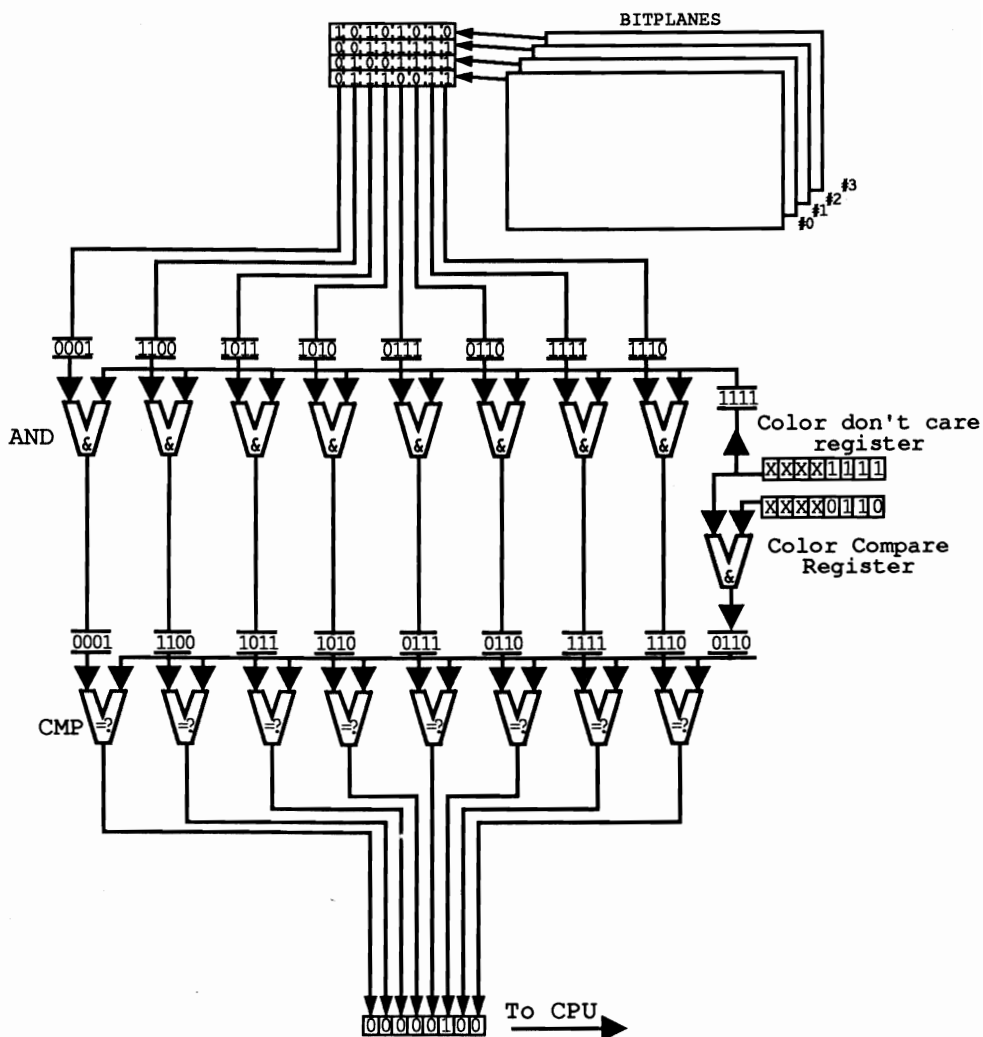 BITPLANES
10101010
01110011
#3
#2
#1
#0
0001 1100 1011 1010 0111 0110 1111 1110
1111
AND & & & & & & & &
Color don't care
register
XXXX1111
XXXX0110
&
Color Compare
Register
0001 1100 1011 1010 0111 0110 1111 1110 0110
CMP =? =? =? =? =? =? =? =?
To CPU
00000100